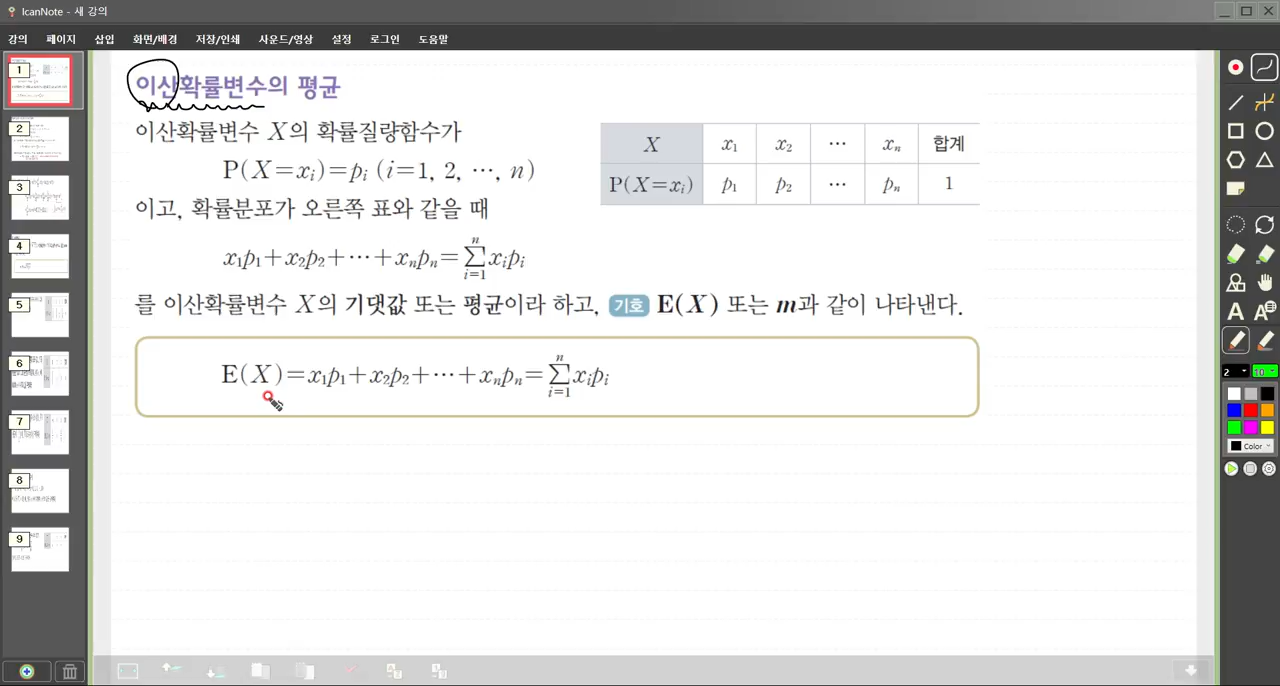 IcanNote - 새 강의
강의 페이지 삽입 화면/배경 저장/인쇄 사운드/영상 설정 로그인 도움말
이산확률변수의 평균
이산확률변수 X의 확률질량함수가
P(X=xᵢ)=pᵢ (i=1, 2, ⋯, n)
이고, 확률분포가 오른쪽 표와 같을 때
X x₁ x₂ ⋯ xₙ 합계
P(X=xᵢ) p₁ p₂ ⋯ pₙ 1
x₁p₁+x₂p₂+⋯+xₙpₙ=∑ⁿᵢ₌₁xᵢpᵢ
를 이산확률변수 X의 기댓값 또는 평균이라 하고, 기호 E(X) 또는 m과 같이 나타낸다.
E(X)=x₁p₁+x₂p₂+⋯+xₙpₙ=∑ⁿᵢ₌₁xᵢpᵢ
1
2
3
4
5
6
7
8
9
A A
2 10
Color